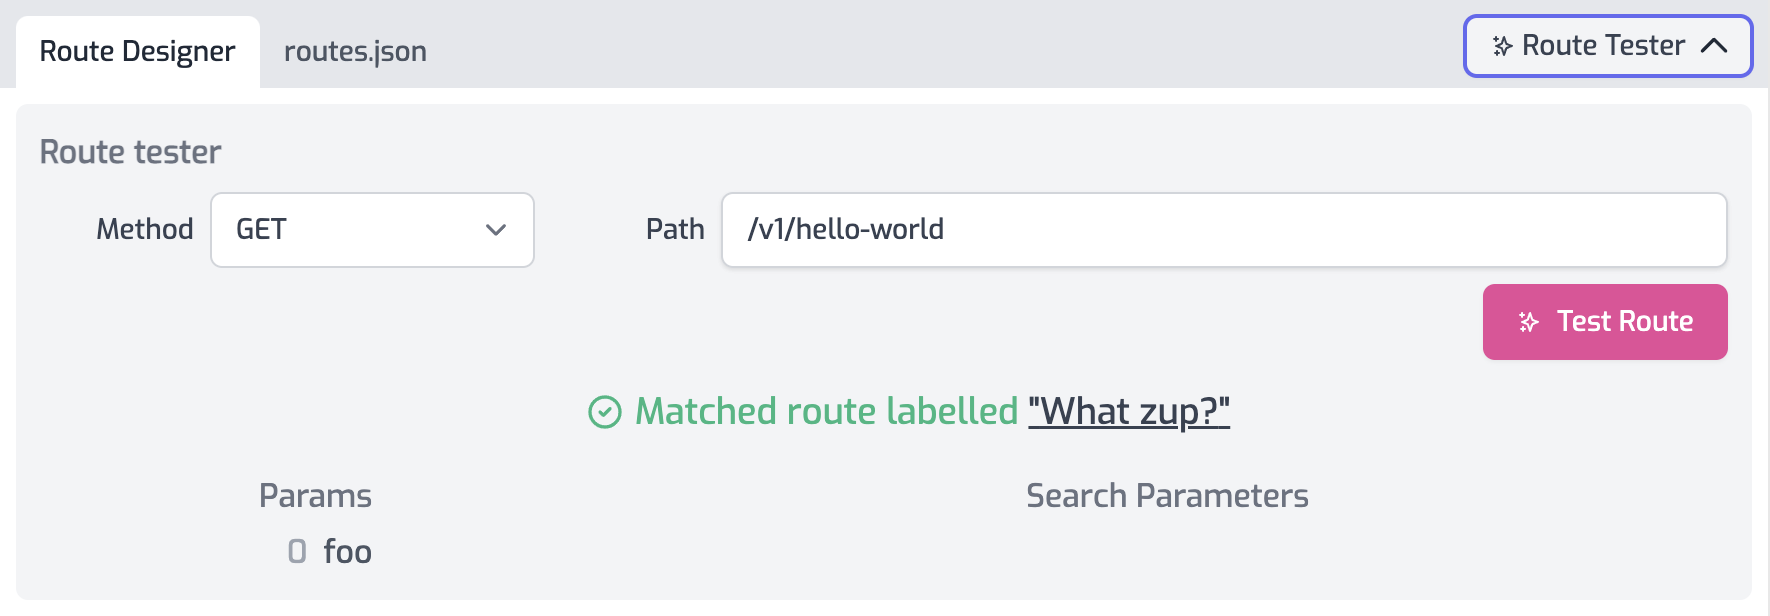 Route Designer routes.json Route Tester
Route tester
Method GET Path /v1/hello-world
Test Route
Matched route labelled "What zup?"
Params Search Parameters
0 foo